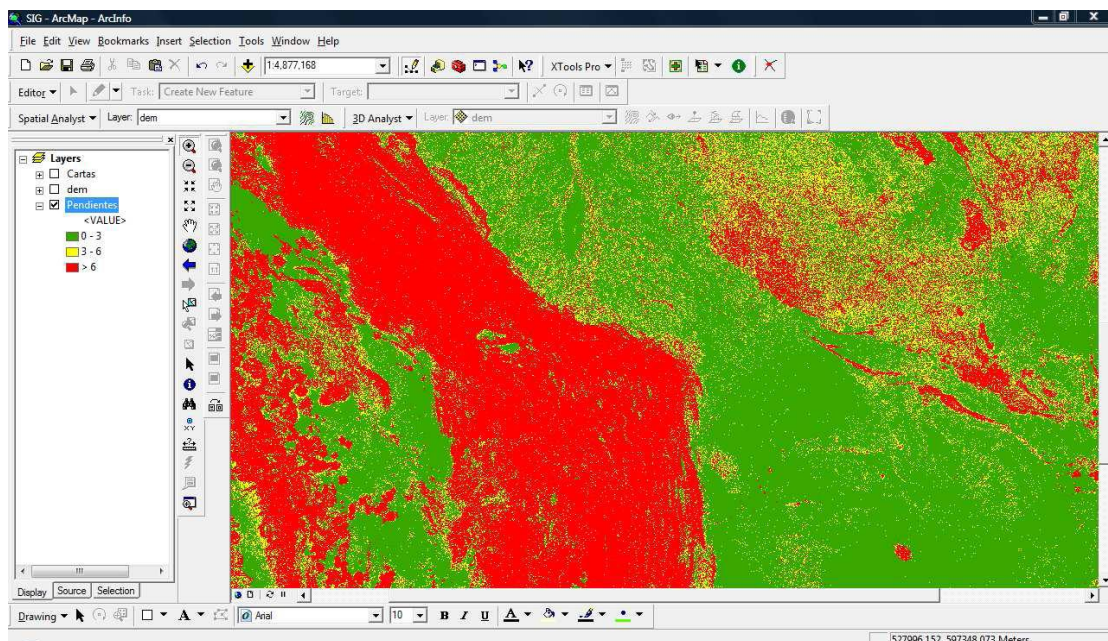 SIG - ArcMap - ArcInfo
File Edit View Bookmarks Insert Selection Tools Window Help
1:4,877,168
XTools Pro
Editor Task: Create New Feature Target:
Spatial Analyst Layer: dem 3D Analyst Layer: dem
Layers
Cartas
dem
Pendientes
<VALUE>
0 - 3
3 - 6
> 6
Display Source Selection
Drawing A Arial 10 B I U A
527996,152 597348,073 Meters